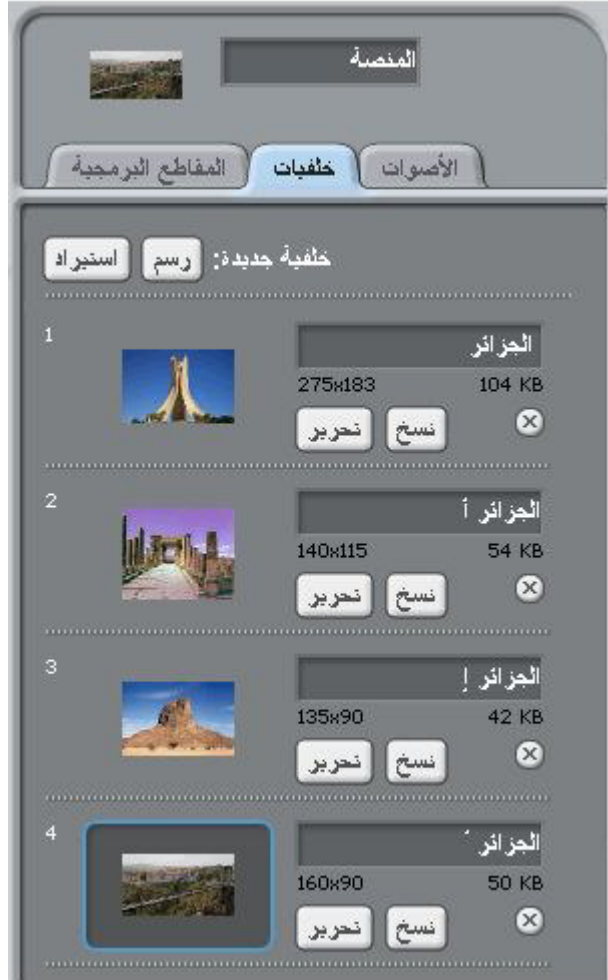 المنصة
المقاطع البرمجية خلفيات الأصوات
خلفية جديدة: رسم استيراد
1
الجزائر
275x183 104 KB
تحرير نسخ
2
الجزائر أ
140x115 54 KB
تحرير نسخ
3
الجزائر إ
135x90 42 KB
تحرير نسخ
4
الجزائر
160x90 50 KB
تحرير نسخ